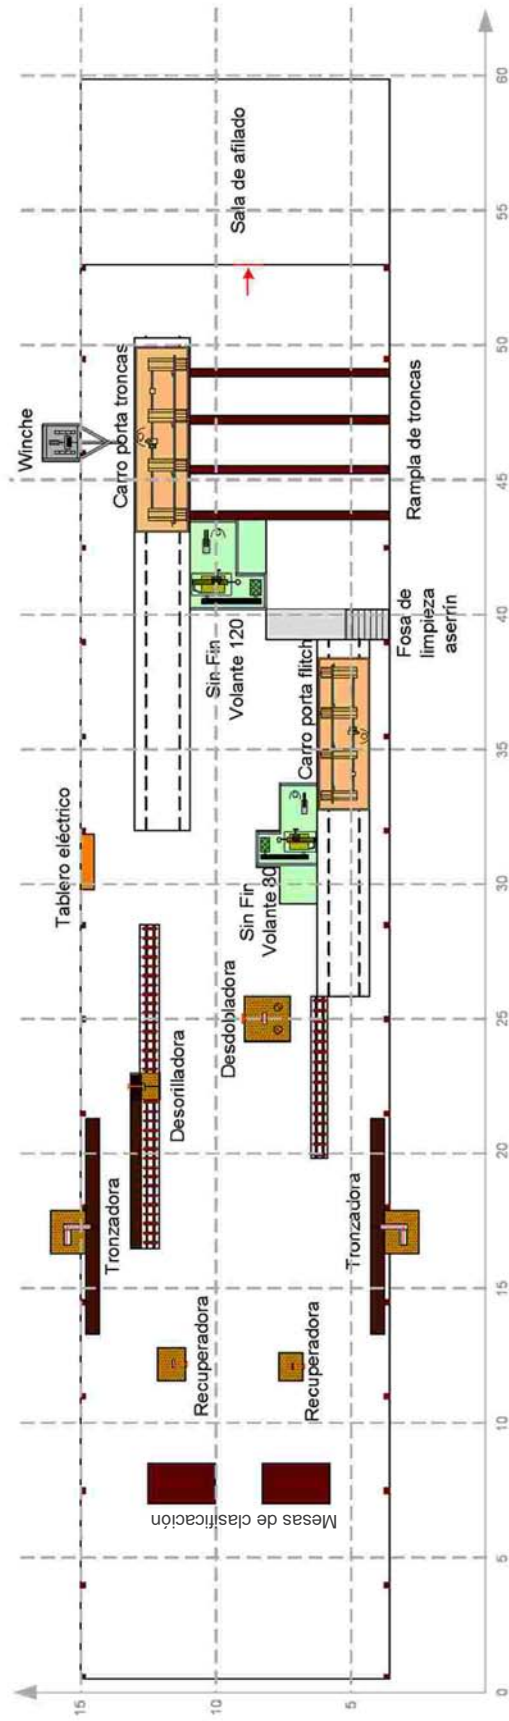 Winche
Carro porta troncas
Sala de afilado
Rampla de troncas
Sin Fin
Volante 120
Fosa de
limpieza
aserrín
Carro porta flitch
Tablero eléctrico
Sin Fin
Volante 80
Desdobladora
Desorilladora
Tronzadora
Tronzadora
Recuperadora
Recuperadora
Mesas de clasificación
15
10
5
0
5
10
15
20
25
30
35
40
45
50
55
60